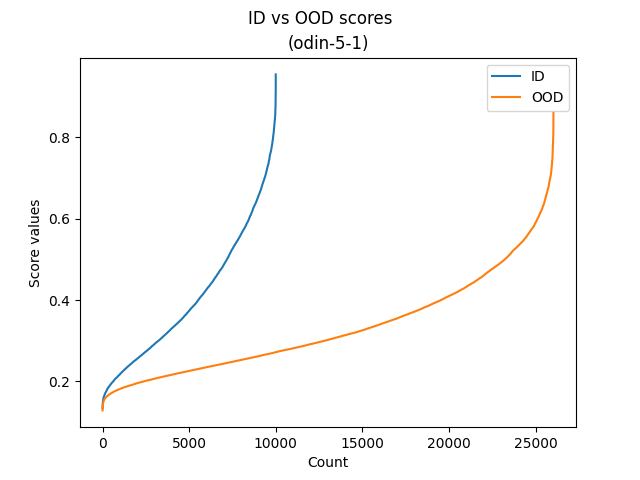 ID vs OOD scores
(odin-5-1)
ID
OOD
Score values
0.8
0.6
0.4
0.2
0 5000 10000 15000 20000 25000
Count